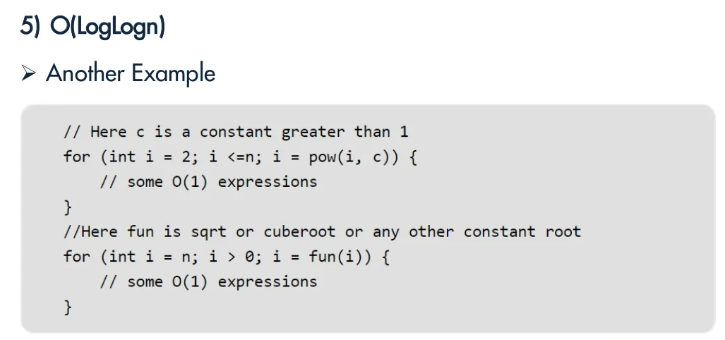 5) O(LogLogn)
➢ Another Example
// Here c is a constant greater than 1
for (int i = 2; i <=n; i = pow(i, c)) {
    // some O(1) expressions
}
//Here fun is sqrt or cuberoot or any other constant root
for (int i = n; i > 0; i = fun(i)) {
    // some O(1) expressions
}